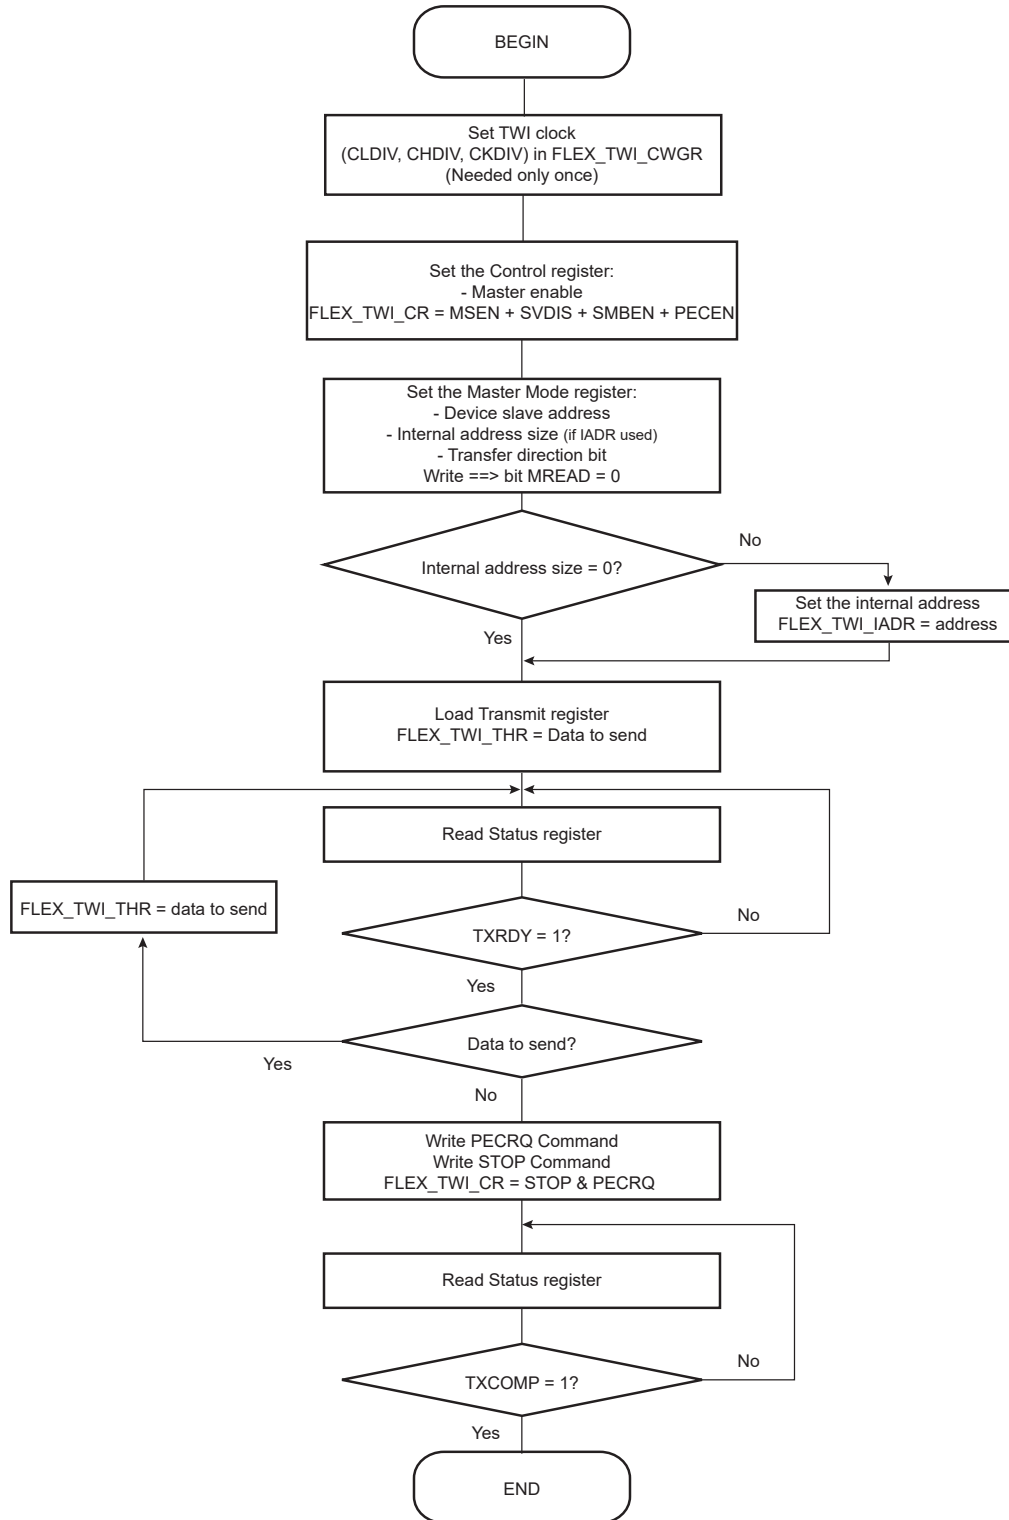 BEGIN
Set TWI clock
(CLDIV, CHDIV, CKDIV) in FLEX_TWI_CWGR
(Needed only once)
Set the Control register:
- Master enable
FLEX_TWI_CR = MSEN + SVDIS + SMBEN + PECEN
Set the Master Mode register:
- Device slave address
- Internal address size (if IADR used)
- Transfer direction bit
Write ==> bit MREAD = 0
Internal address size = 0?
No
Set the internal address
FLEX_TWI_IADR = address
Yes
Load Transmit register
FLEX_TWI_THR = Data to send
Read Status register
FLEX_TWI_THR = data to send
TXRDY = 1?
No
Yes
Data to send?
Yes
No
Write PECRQ Command
Write STOP Command
FLEX_TWI_CR = STOP & PECRQ
Read Status register
TXCOMP = 1?
No
Yes
END